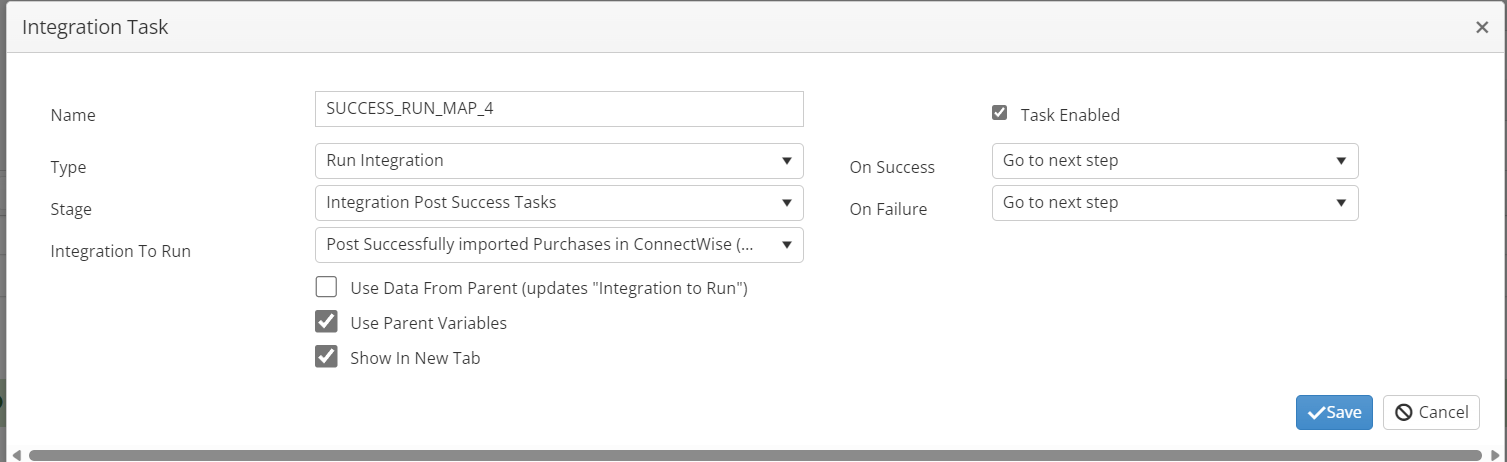 Integration Task
Name
SUCCESS_RUN_MAP_4
Task Enabled
Type
Run Integration
On Success
Go to next step
Stage
Integration Post Success Tasks
On Failure
Go to next step
Integration To Run
Post Successfully imported Purchases in ConnectWise (...
Use Data From Parent (updates "Integration to Run")
Use Parent Variables
Show In New Tab
Save
Cancel